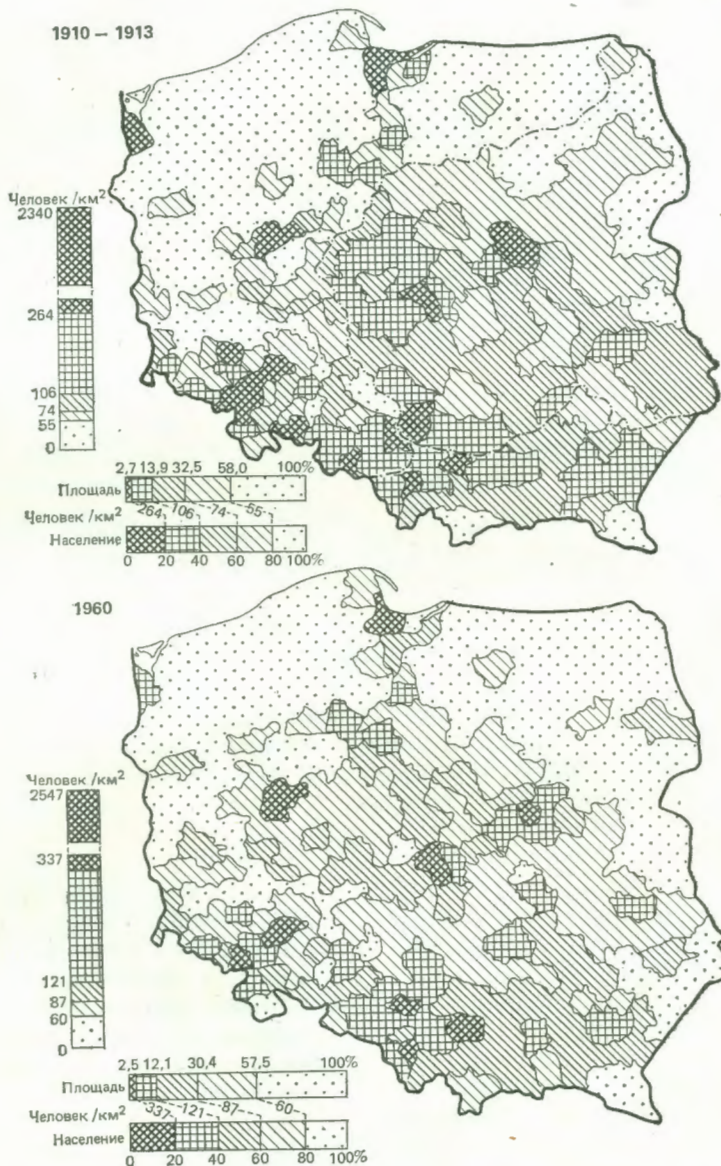 1910 – 1913
Человек /км²
2340
264
106
74
55
0
2,7 13,9 32,5 58,0 100%
Площадь
Человек /км²
264 106 74 55
Население
0 20 40 60 80 100%
1960
Человек /км²
2547
337
121
87
60
0
2,5 12,1 30,4 57,5 100%
Площадь
Человек /км²
337 121 87 60
Население
0 20 40 60 80 100%